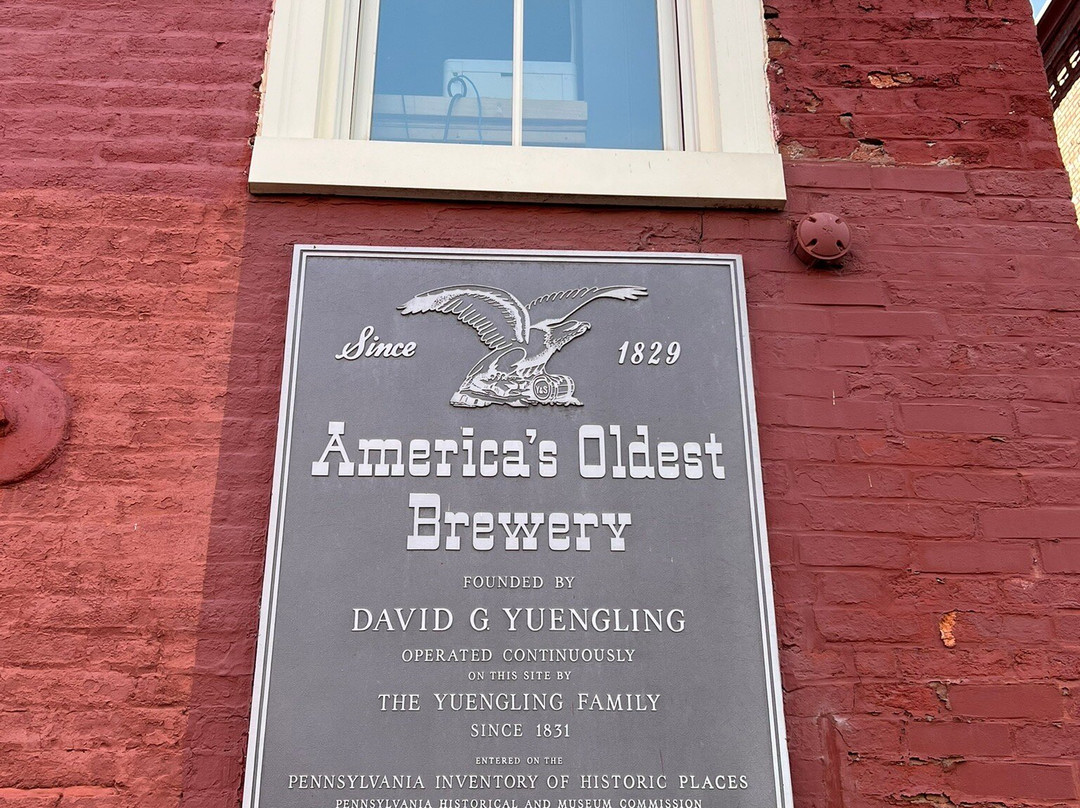 Since 1829
Y&S
America's Oldest
Brewery
FOUNDED BY
DAVID G. YUENGLING
OPERATED CONTINUOUSLY
ON THIS SITE BY
THE YUENGLING FAMILY
SINCE 1831
ENTERED ON THE
PENNSYLVANIA INVENTORY OF HISTORIC PLACES
PENNSYLVANIA HISTORICAL AND MUSEUM COMMISSION